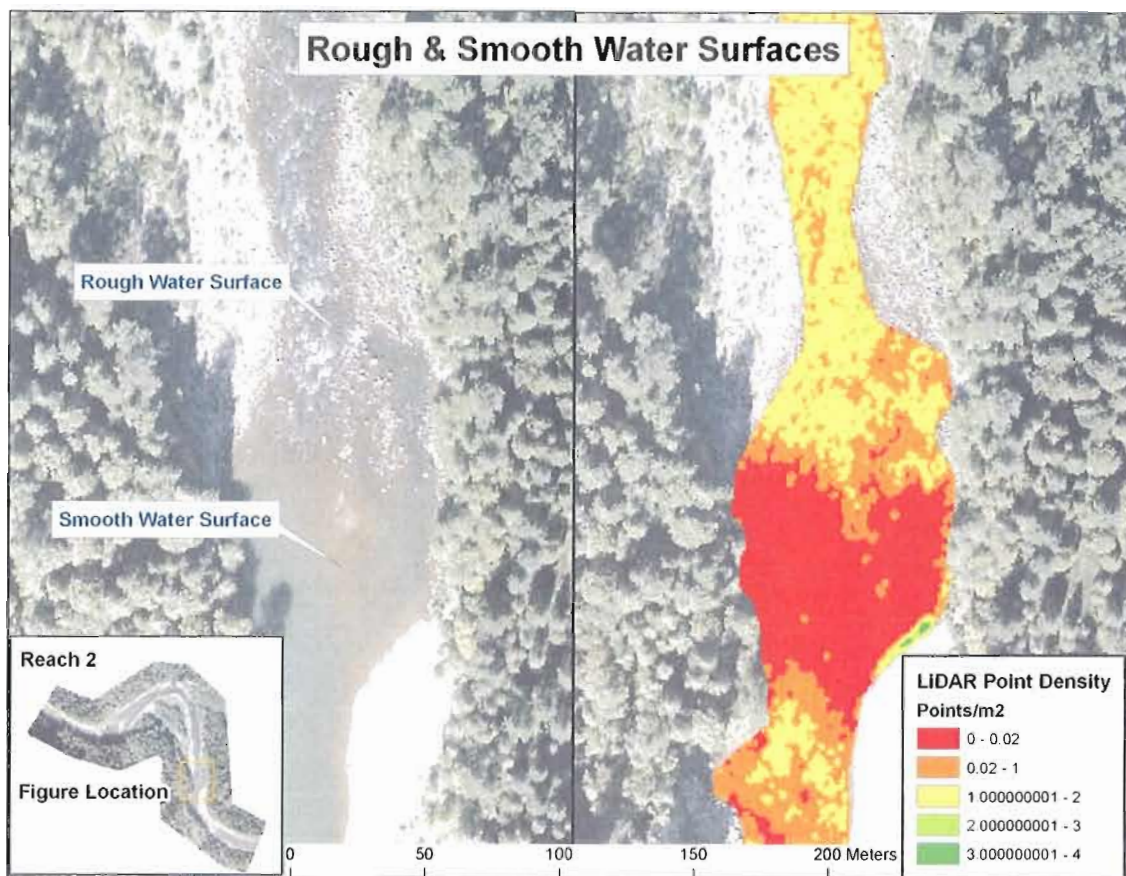 Rough & Smooth Water Surfaces
Rough Water Surface
Smooth Water Surface
Reach 2
Figure Location
0 50 100 150 200 Meters
LiDAR Point Density
Points/m2
0 - 0.02
0.02 - 1
1.000000001 - 2
2.000000001 - 3
3.000000001 - 4